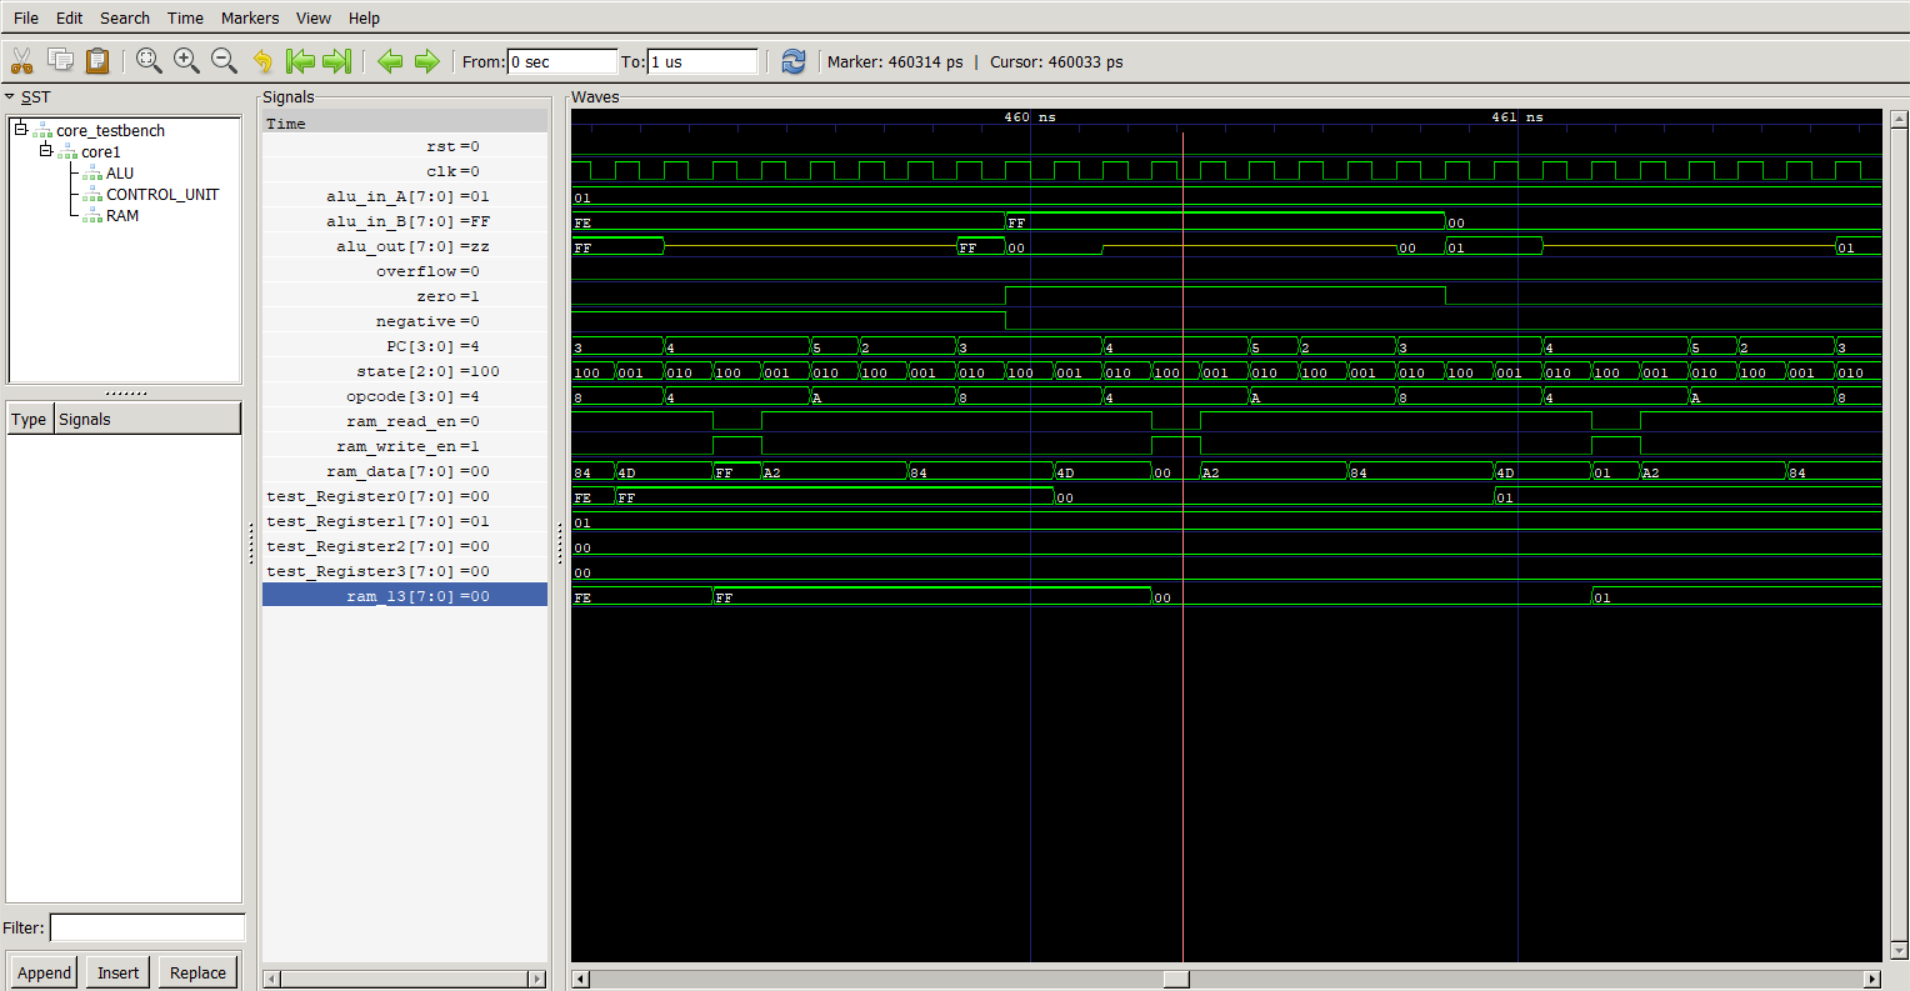 File Edit Search Time Markers View Help
From: 0 sec To: 1 us Marker: 460314 ps | Cursor: 460033 ps
SST
core_testbench
core1
ALU
CONTROL_UNIT
RAM
Type Signals
Filter:
Append Insert Replace
Signals
Time
rst=0
clk=0
alu_in_A[7:0]=01
alu_in_B[7:0]=FF
alu_out[7:0]=zz
overflow=0
zero=1
negative=0
PC[3:0]=4
state[2:0]=100
opcode[3:0]=4
ram_read_en=0
ram_write_en=1
ram_data[7:0]=00
test_Register0[7:0]=00
test_Register1[7:0]=01
test_Register2[7:0]=00
test_Register3[7:0]=00
ram_13[7:0]=00
Waves
460 ns 461 ns
01
FE FF 00
FF FF 00 00 01 01
3 4 5 2 3 4 5 2 3 4 5 2 3
100 001 010 100 001 010 100 001 010 100 001 010 100 001 010 100 001 010 100 001 010 100 001 010 100 001 010
8 4 A 8 4 A 8 4 A 8
84 4D FF A2 84 4D 00 A2 84 4D 01 A2 84
FE FF 00 01
01
00
00
FE FF 00 01